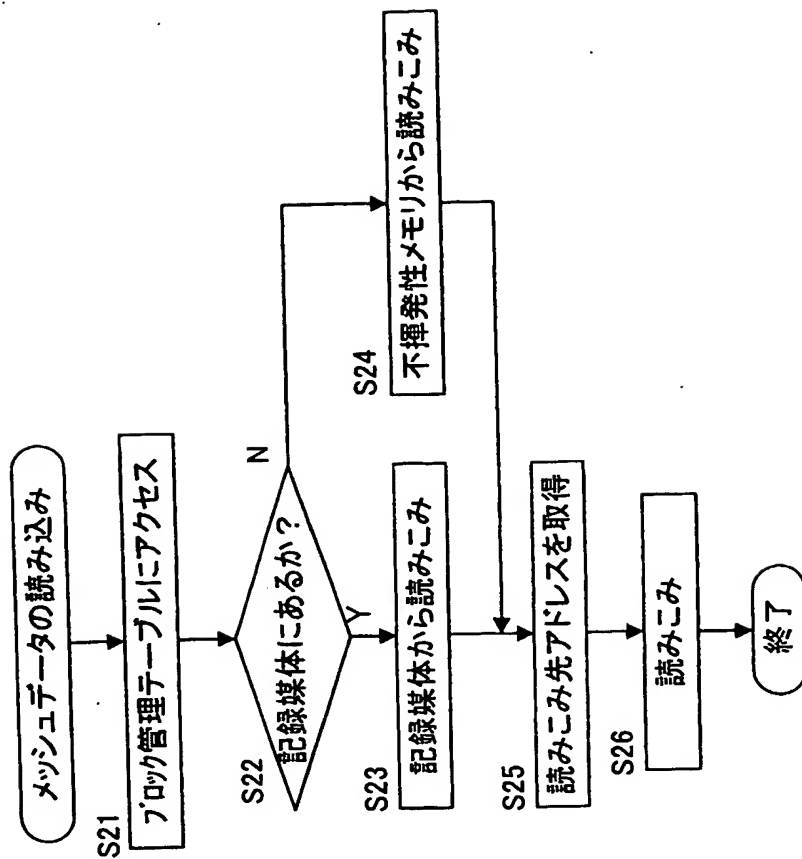 メッシュデータの読み込み
S21
ブロック管理テーブルにアクセス
S22
記録媒体にあるか？
N
Y
S23
記録媒体から読みこみ
S24
不揮発性メモリから読みこみ
S25
読みこみ先アドレスを取得
S26
読みこみ
終了